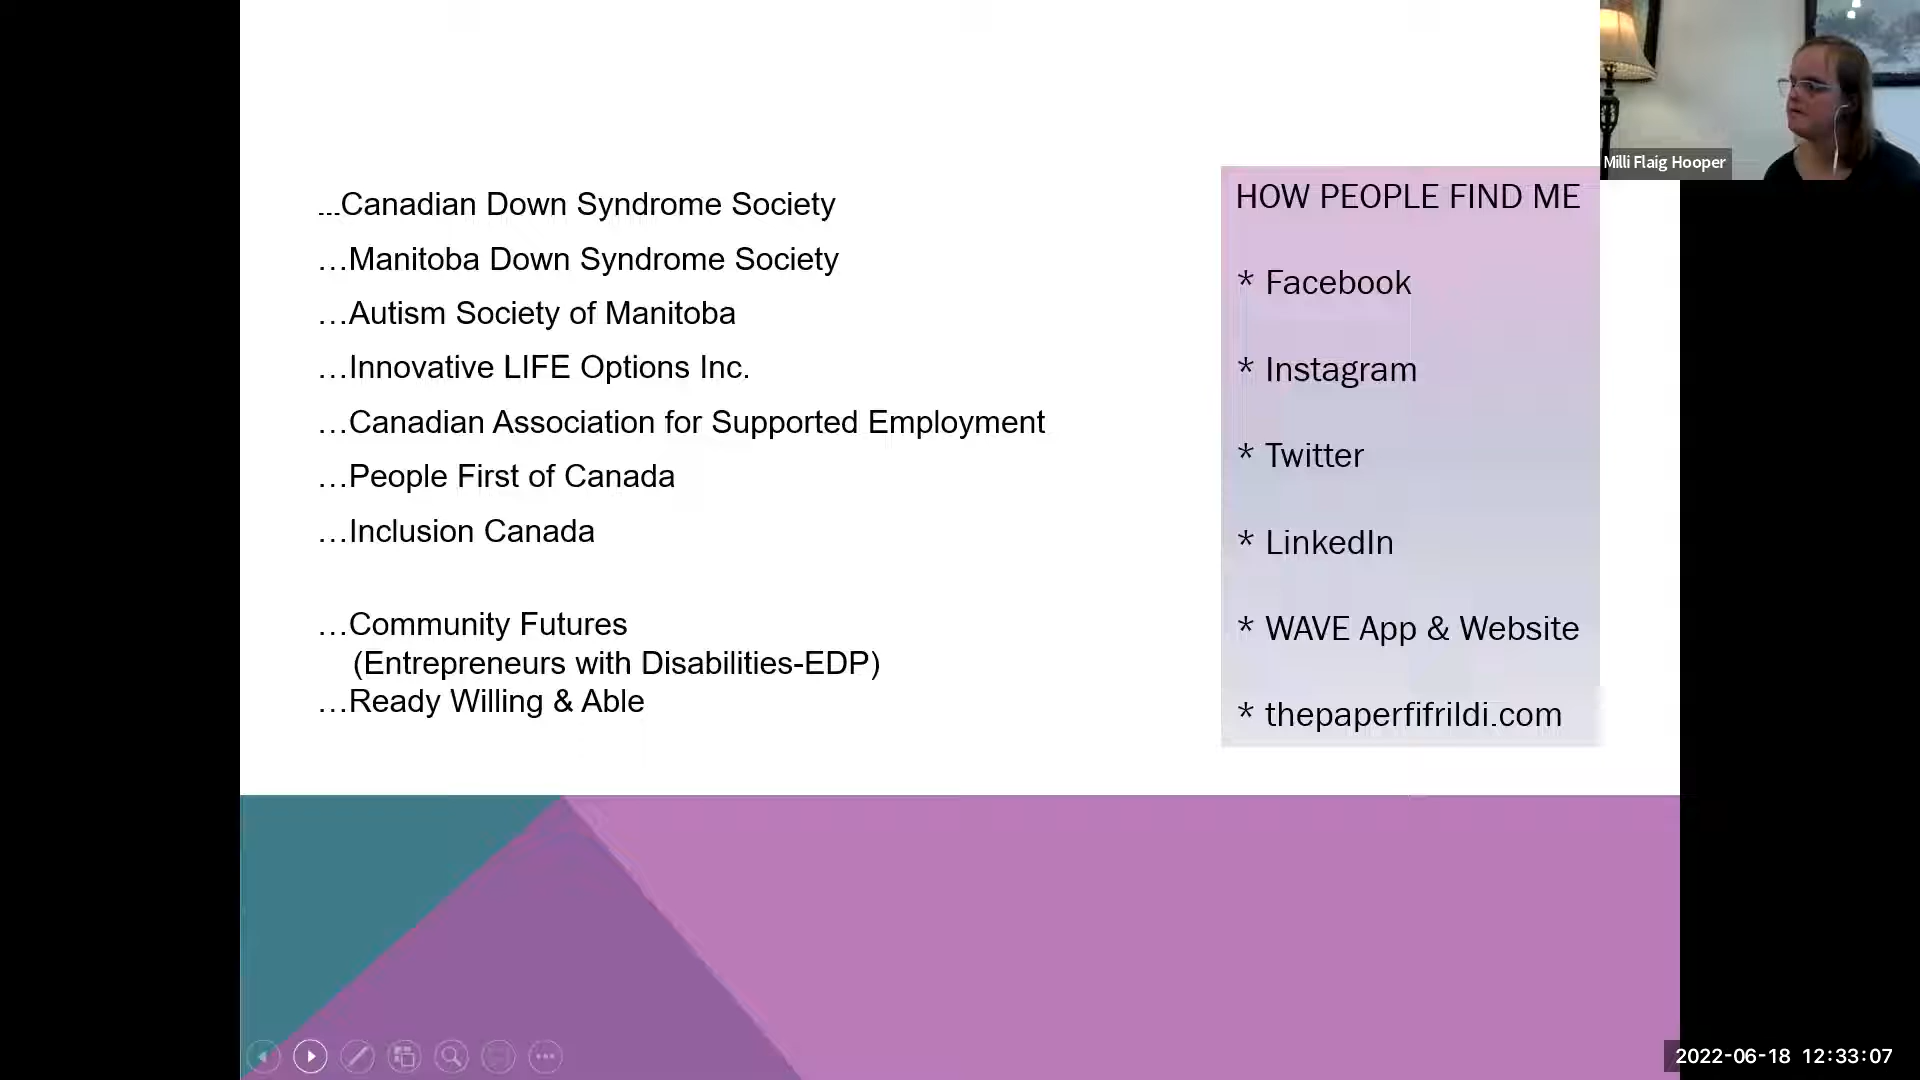 ...Canadian Down Syndrome Society
…Manitoba Down Syndrome Society
…Autism Society of Manitoba
…Innovative LIFE Options Inc.
…Canadian Association for Supported Employment
…People First of Canada
…Inclusion Canada
…Community Futures
(Entrepreneurs with Disabilities-EDP)
…Ready Willing & Able
HOW PEOPLE FIND ME
* Facebook
* Instagram
* Twitter
* LinkedIn
* WAVE App & Website
* thepaperfifrildi.com
Milli Flaig Hooper
2022-06-18 12:33:07